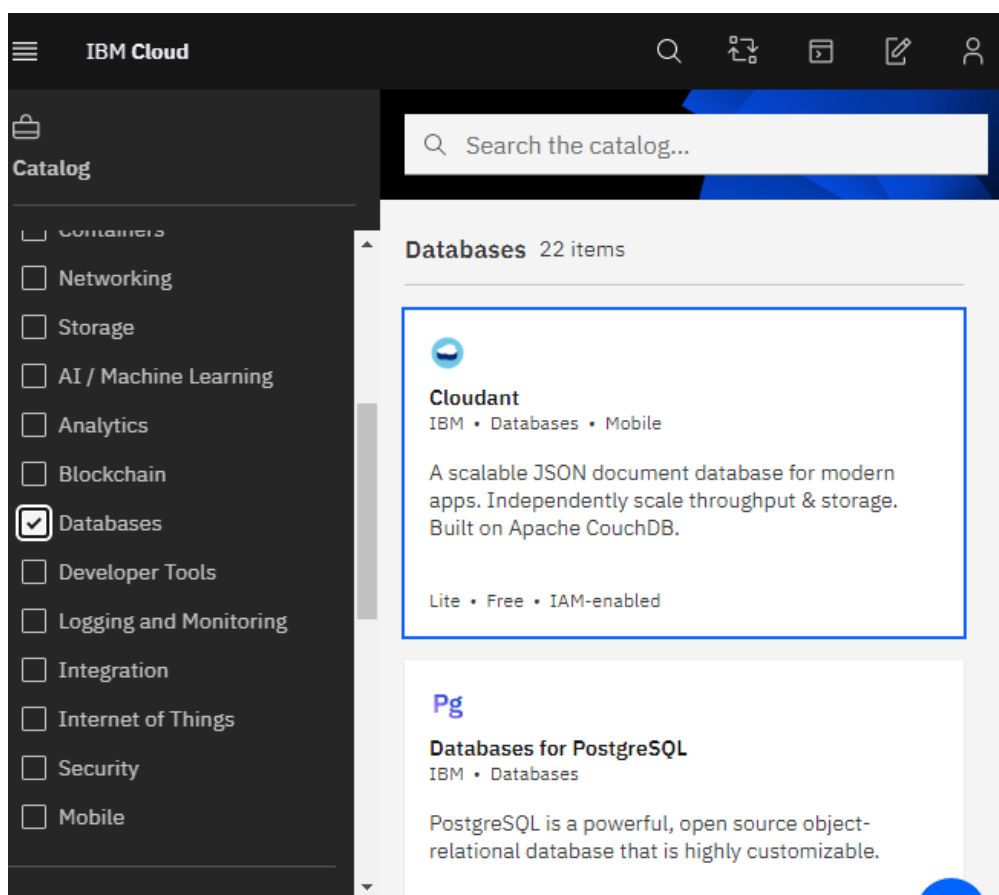 IBM Cloud
Catalog
Search the catalog...
Containers
Networking
Storage
AI / Machine Learning
Analytics
Blockchain
Databases
Developer Tools
Logging and Monitoring
Integration
Internet of Things
Security
Mobile
Databases 22 items
Cloudant
IBM • Databases • Mobile
A scalable JSON document database for modern
apps. Independently scale throughput & storage.
Built on Apache CouchDB.
Lite • Free • IAM-enabled
Pg
Databases for PostgreSQL
IBM • Databases
PostgreSQL is a powerful, open source object-
relational database that is highly customizable.